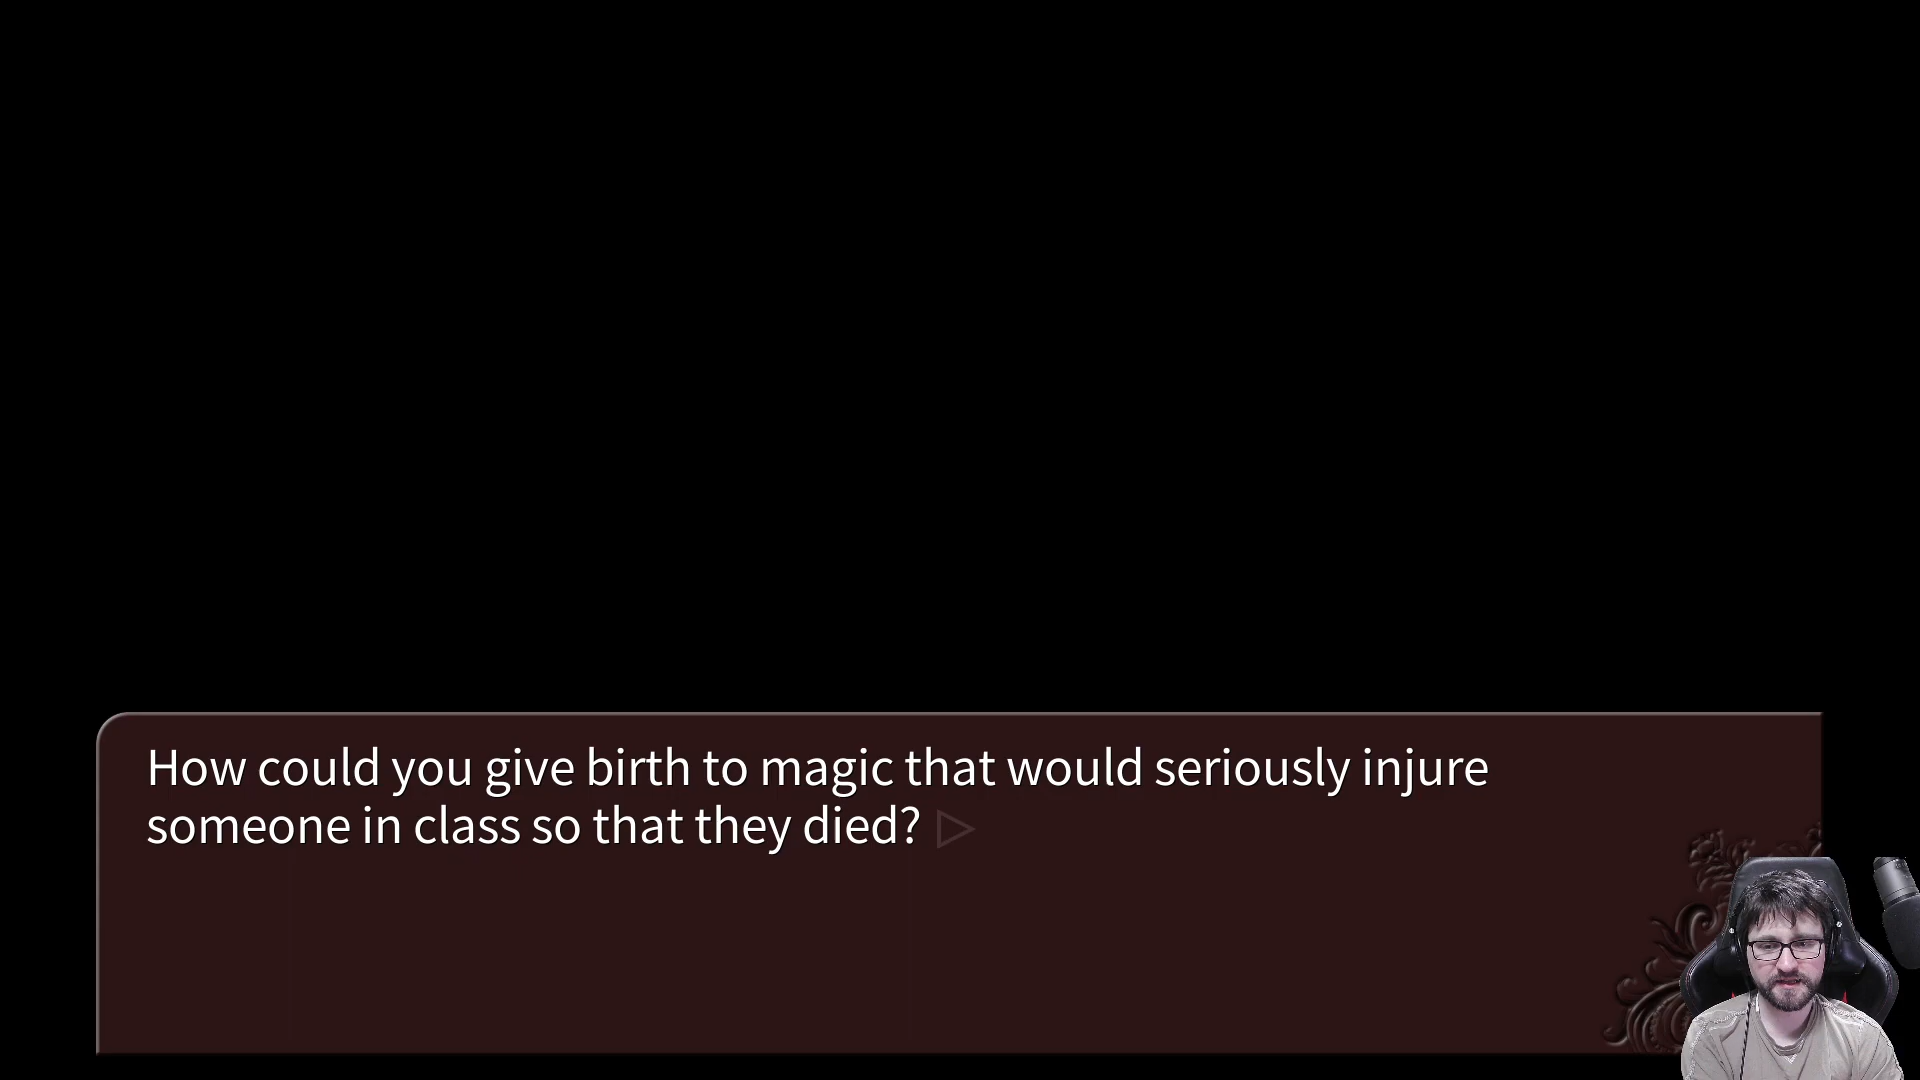 How could you give birth to magic that would seriously injure
someone in class so that they died?